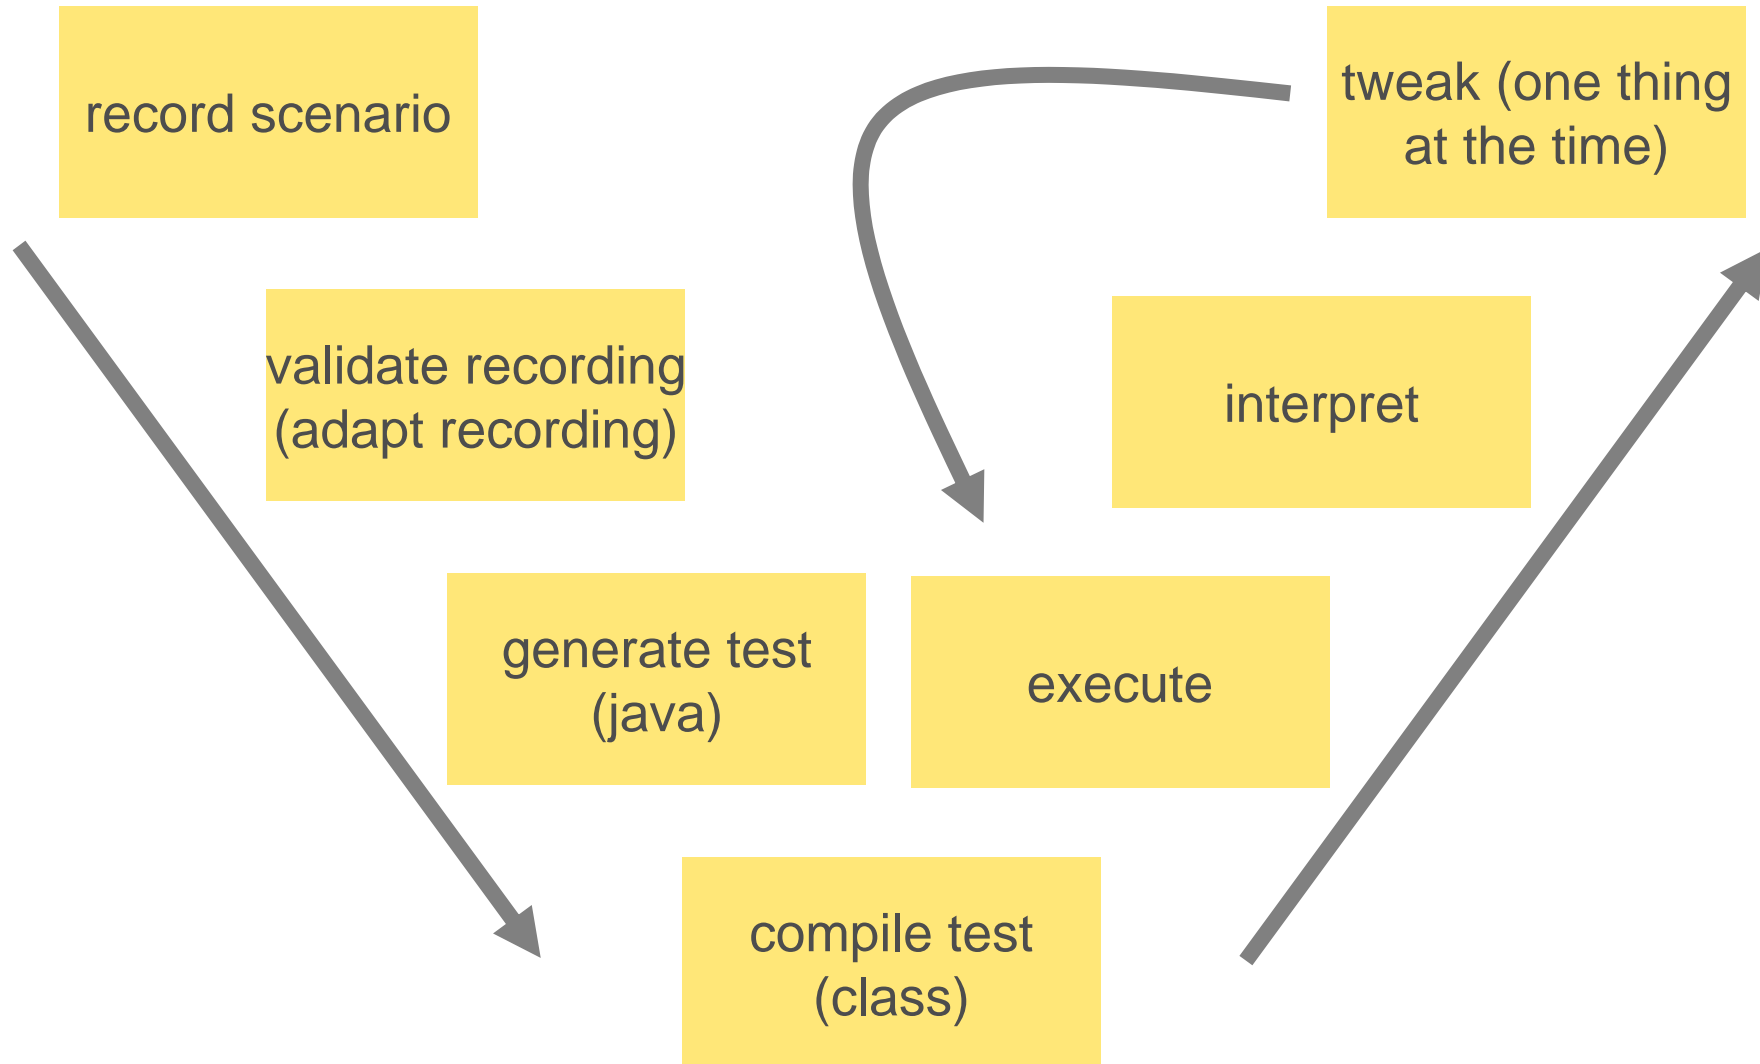 record scenario
validate recording
(adapt recording)
generate test
(java)
compile test
(class)
execute
interpret
tweak (one thing
at the time)